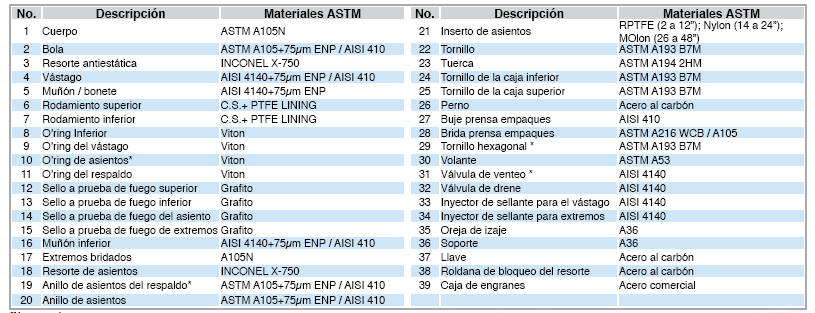 No. Descripción Materiales ASTM
1 Cuerpo ASTM A105N
2 Bola ASTM A105+75µm ENP / AISI 410
3 Resorte antiestática INCONEL X-750
4 Vástago AISI 4140+75µm ENP / AISI 410
5 Muñón / bonete AISI 4140+75µm ENP
6 Rodamiento superior C.S.+ PTFE LINING
7 Rodamiento inferior C.S.+ PTFE LINING
8 O'ring Inferior Viton
9 O'ring del vástago Viton
10 O'ring de asientos* Viton
11 O'ring del respaldo Viton
12 Sello a prueba de fuego superior Grafito
13 Sello a prueba de fuego inferior Grafito
14 Sello a prueba de fuego del asiento Grafito
15 Sello a prueba de fuego de extremos Grafito
16 Muñón inferior AISI 4140+75µm ENP / AISI 410
17 Extremos bridados A105N
18 Resorte de asientos INCONEL X-750
19 Anillo de asientos del respaldo* ASTM A105+75µm ENP / AISI 410
20 Anillo de asientos ASTM A105+75µm ENP / AISI 410
No. Descripción Materiales ASTM
21 Inserto de asientos RPTFE (2 a 12"); Nylon (14 a 24");
MOlon (26 a 48")
22 Tornillo ASTM A193 B7M
23 Tuerca ASTM A194 2HM
24 Tornillo de la caja inferior ASTM A193 B7M
25 Tornillo de la caja superior ASTM A193 B7M
26 Perno Acero al carbón
27 Buje prensa empaques AISI 410
28 Brida prensa empaques ASTM A216 WCB / A105
29 Tornillo hexagonal * ASTM A193 B7M
30 Volante ASTM A53
31 Válvula de venteo * AISI 4140
32 Válvula de drene AISI 4140
33 Inyector de sellante para el vástago AISI 4140
34 Inyector de sellante para extremos AISI 4140
35 Oreja de izaje A36
36 Soporte A36
37 Llave Acero al carbón
38 Roldana de bloqueo del resorte Acero al carbón
39 Caja de engranes Acero comercial